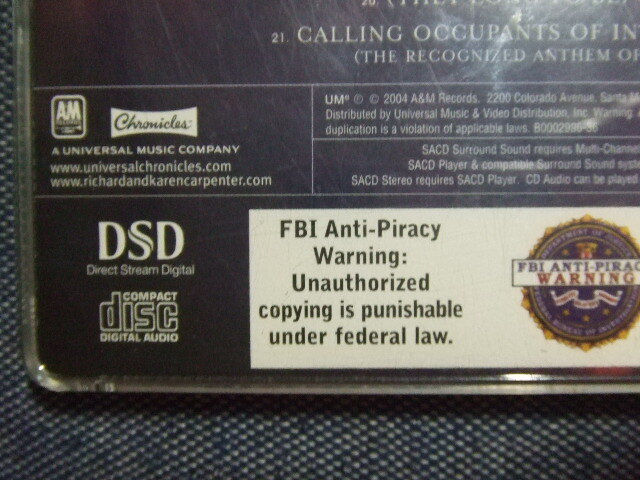 21. CALLING OCCUPANTS OF IN
(THE RECOGNIZED ANTHEM OF
A&M
Chronicles
A UNIVERSAL MUSIC COMPANY
www.universalchronicles.com
www.richardandkarencarpenter.com
UM® ℗ © 2004 A&M Records. 2200 Colorado Avenue, Santa
Distributed by Universal Music & Video Distribution, Inc. Warning:
duplication is a violation of applicable laws.
SACD Surround Sound requires Multi-Chann
SACD Player & compatible Surround Sound sys
SACD Stereo requires SACD Player. CD Audio can be played
DSD
Direct Stream Digital
COMPACT
disc
DIGITAL AUDIO
FBI Anti-Piracy
Warning:
Unauthorized
copying is punishable
under federal law.
FBI ANTI-PIRAC
WARNING